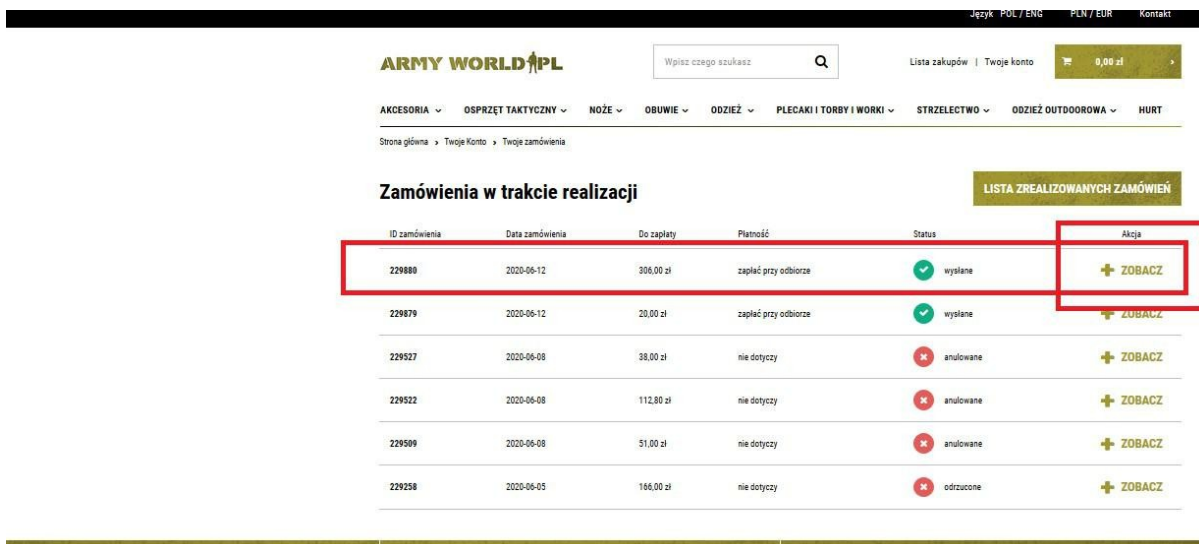 Język POL / ENG PLN / EUR Kontakt
ARMY WORLD PL
Wpisz czego szukasz
Lista zakupów | Twoje konto
0,00 zł
AKCESORIA OSPRZĘT TAKTYCZNY NOŻE OBUWIE ODZIEŻ PLECAKI I TORBY I WORKI STRZELECTWO ODZIEŻ OUTDOOROWA HURT
Strona główna > Twoje Konto > Twoje zamówienia
Zamówienia w trakcie realizacji
LISTA ZREALIZOWANYCH ZAMÓWIEŃ
ID zamówienia Data zamówienia Do zapłaty Płatność Status Akcja
229880 2020-06-12 306,00 zł zapłać przy odbiorze wysłane ZOBACZ
229879 2020-06-12 20,00 zł zapłać przy odbiorze wysłane ZOBACZ
229527 2020-06-08 38,00 zł nie dotyczy anulowane ZOBACZ
229522 2020-06-08 112,80 zł nie dotyczy anulowane ZOBACZ
229509 2020-06-08 51,00 zł nie dotyczy anulowane ZOBACZ
229258 2020-06-05 166,00 zł nie dotyczy odrzucone ZOBACZ